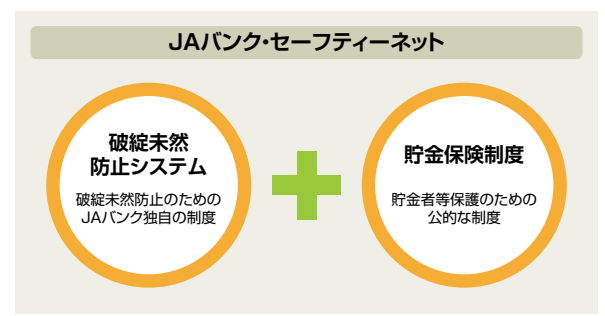 JAバンク・セーフティーネット
破綻未然
防止システム
破綻未然防止のための
JAバンク独自の制度
貯金保険制度
貯金者等保護のための
公的な制度